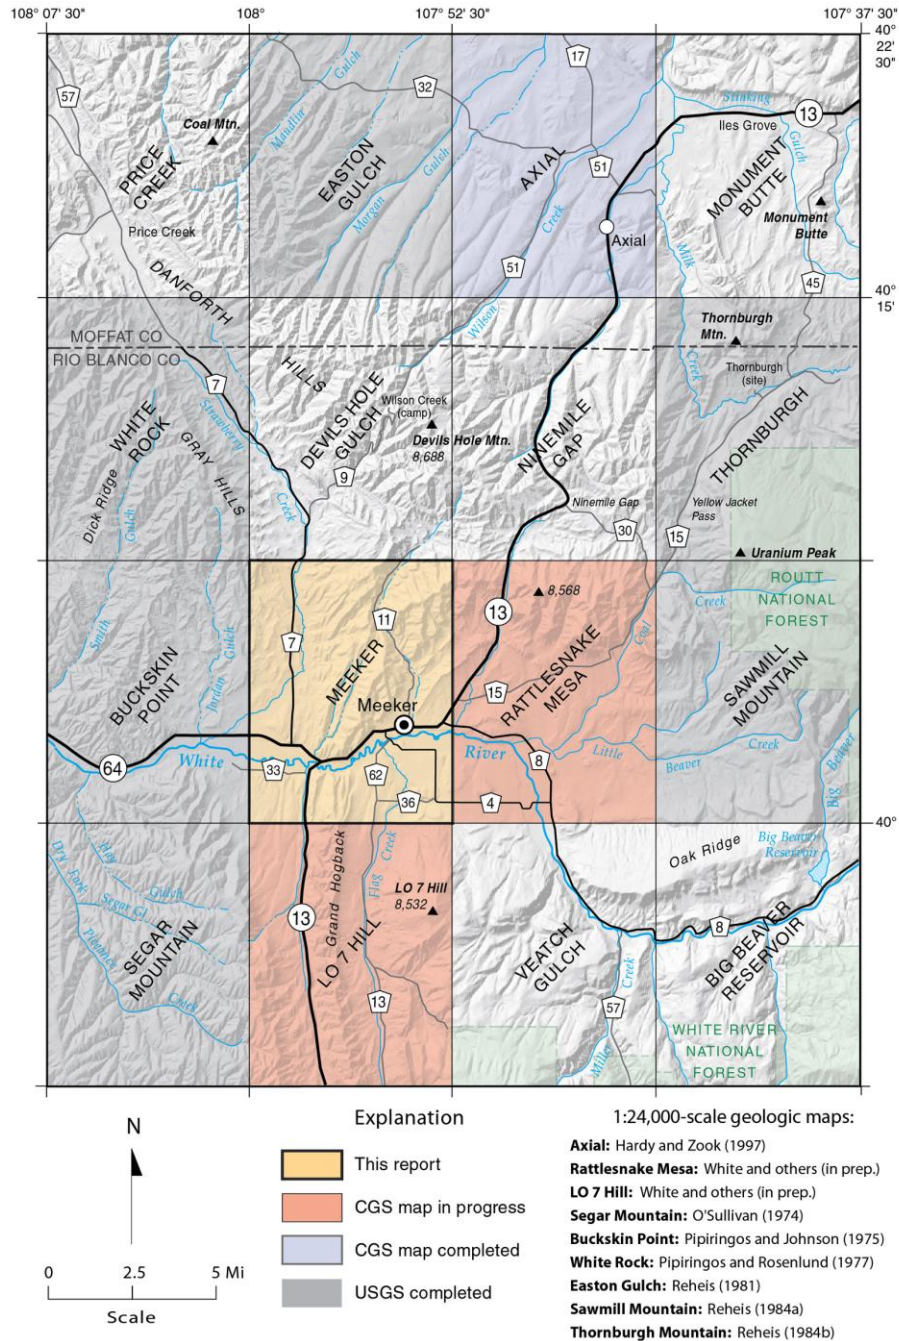 108° 07' 30"
108°
107° 52' 30"
107° 37' 30"
40°
22'
30"
17
57
32
Stinking
13
Coal Mtn.
Iles Grove
Maudlin
Gulch
PRICE
CREEK
EASTON
GULCH
Gulch
AXIAL
51
MONUMENT
BUTTE
Gulch
Morgan
Monument
Butte
Price Creek
Creek
Axial
DANFORTH
51
Milk
45
40°
15'
Wilson
Thornburgh
Mtn.
MOFFAT CO
RIO BLANCO CO
HILLS
Thornburgh
(site)
Creek
7
WHITE
ROCK
Strawberry
DEVILS HOLE
GULCH
Wilson Creek
(camp)
Devils Hole Mtn.
8,688
NINEMILE
GAP
THORNBURGH
GRAY HILLS
Dick Ridge
Gulch
Creek
9
Ninemile Gap
Yellow Jacket
Pass
30
15
Uranium Peak
8,568
ROUTT
NATIONAL
FOREST
Creek
11
13
Smith
Gulch
7
Coal
BUCKSKIN
POINT
Jordan
MEEKER
RATTLESNAKE
MESA
SAWMILL
MOUNTAIN
15
Meeker
64
White
River
Little
Beaver
Creek
Big
Beaver
33
62
8
36
4
40°
Dry
Fork
Hay
Gulch
Segar Gl
Piceance
Creek
SEGAR
MOUNTAIN
Grand Hogback
Flag
Creek
LO 7 Hill
8,532
13
LO 7 HILL
13
Oak Ridge
Big Beaver
Reservoir
8
VEATCH
GULCH
BIG BEAVER
RESERVOIR
Creek
57
Miller
WHITE RIVER
NATIONAL
FOREST
N
Explanation
This report
CGS map in progress
CGS map completed
USGS completed
0
2.5
5 Mi
Scale
1:24,000-scale geologic maps:
Axial: Hardy and Zook (1997)
Rattlesnake Mesa: White and others (in prep.)
LO 7 Hill: White and others (in prep.)
Segar Mountain: O'Sullivan (1974)
Buckskin Point: Pipiringos and Johnson (1975)
White Rock: Pipiringos and Rosenlund (1977)
Easton Gulch: Reheis (1981)
Sawmill Mountain: Reheis (1984a)
Thornburgh Mountain: Reheis (1984b)